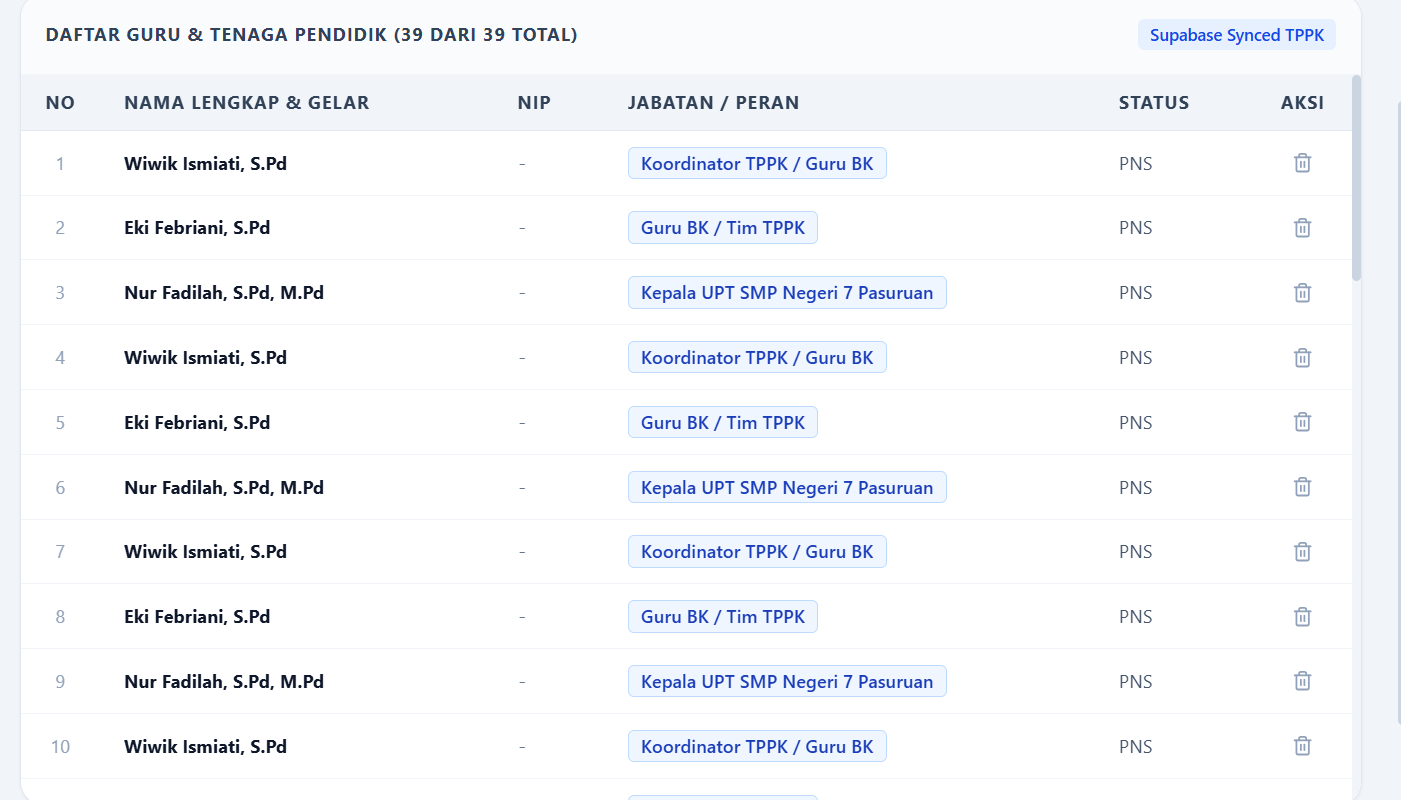 DAFTAR GURU & TENAGA PENDIDIK (39 DARI 39 TOTAL) Supabase Synced TPPK
NO NAMA LENGKAP & GELAR NIP JABATAN / PERAN STATUS AKSI
1 Wiwik Ismiati, S.Pd - Koordinator TPPK / Guru BK PNS
2 Eki Febriani, S.Pd - Guru BK / Tim TPPK PNS
3 Nur Fadilah, S.Pd, M.Pd - Kepala UPT SMP Negeri 7 Pasuruan PNS
4 Wiwik Ismiati, S.Pd - Koordinator TPPK / Guru BK PNS
5 Eki Febriani, S.Pd - Guru BK / Tim TPPK PNS
6 Nur Fadilah, S.Pd, M.Pd - Kepala UPT SMP Negeri 7 Pasuruan PNS
7 Wiwik Ismiati, S.Pd - Koordinator TPPK / Guru BK PNS
8 Eki Febriani, S.Pd - Guru BK / Tim TPPK PNS
9 Nur Fadilah, S.Pd, M.Pd - Kepala UPT SMP Negeri 7 Pasuruan PNS
10 Wiwik Ismiati, S.Pd - Koordinator TPPK / Guru BK PNS